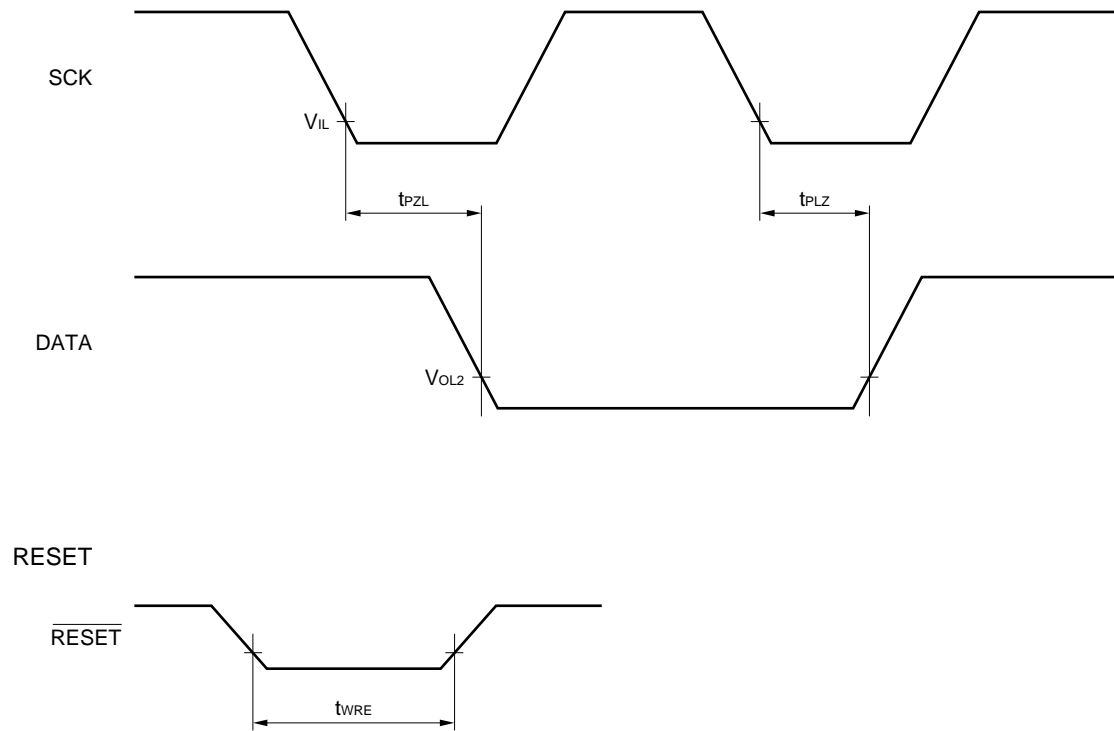 SCK
VIL
tPZL
tPLZ
DATA
VOL2
RESET
RESET
tWRE